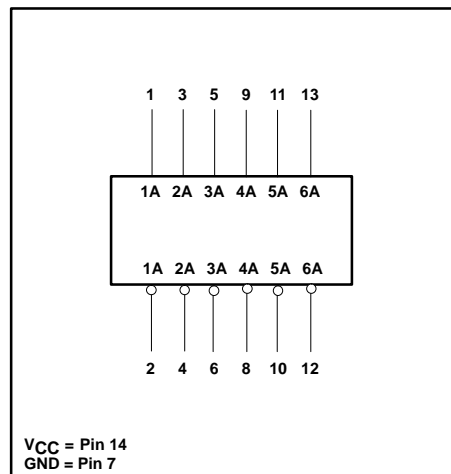 1 3 5 9 11 13
1A 2A 3A 4A 5A 6A
1A 2A 3A 4A 5A 6A
2 4 6 8 10 12
VCC = Pin 14
GND = Pin 7